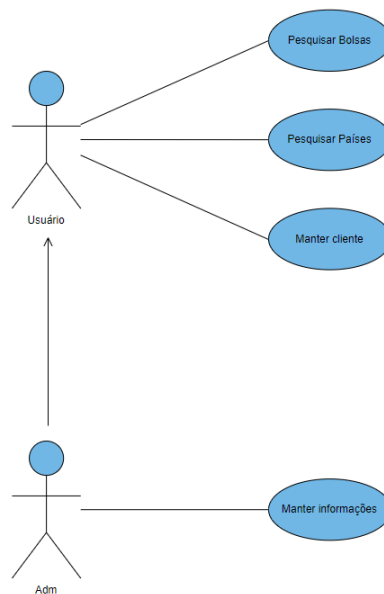 Pesquisar Bolsas
Pesquisar Países
Usuário
Manter cliente
Manter informações
Adm